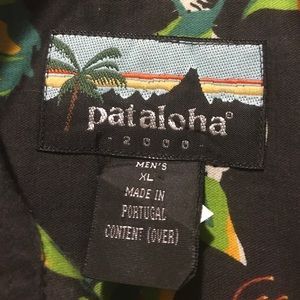 pataloha®
- 2000 -
MEN'S
XL
MADE IN
PORTUGAL
CONTENT (OVER)